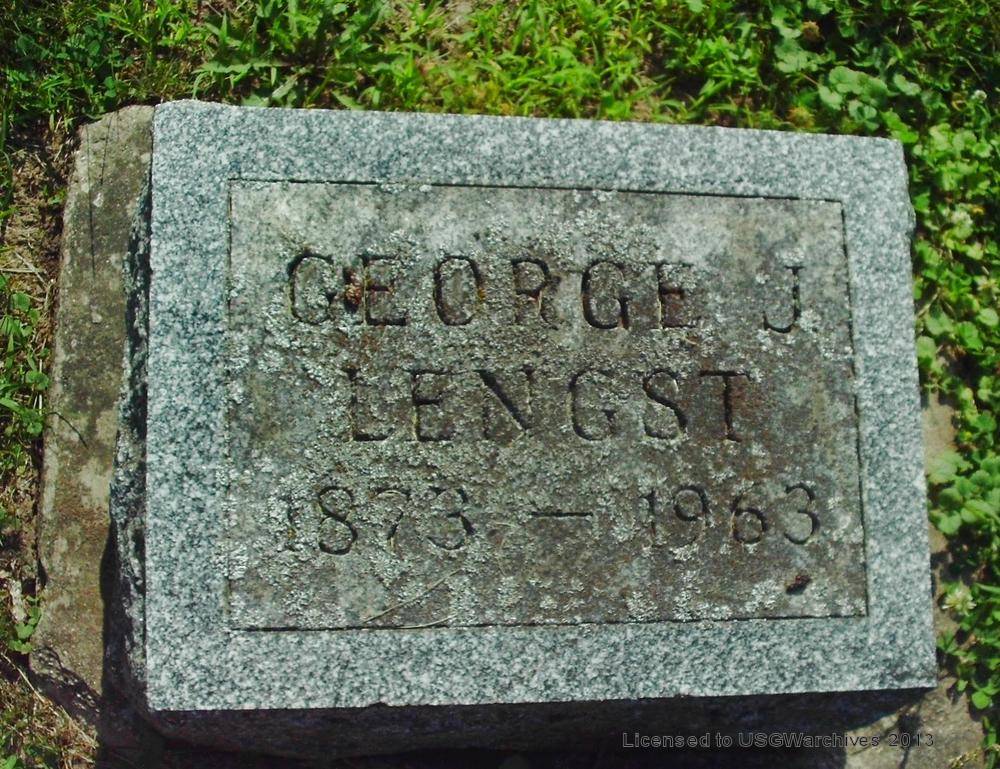 GEORGE J
LENGST
1873 — 1963
Licensed to USGWarchives 2013